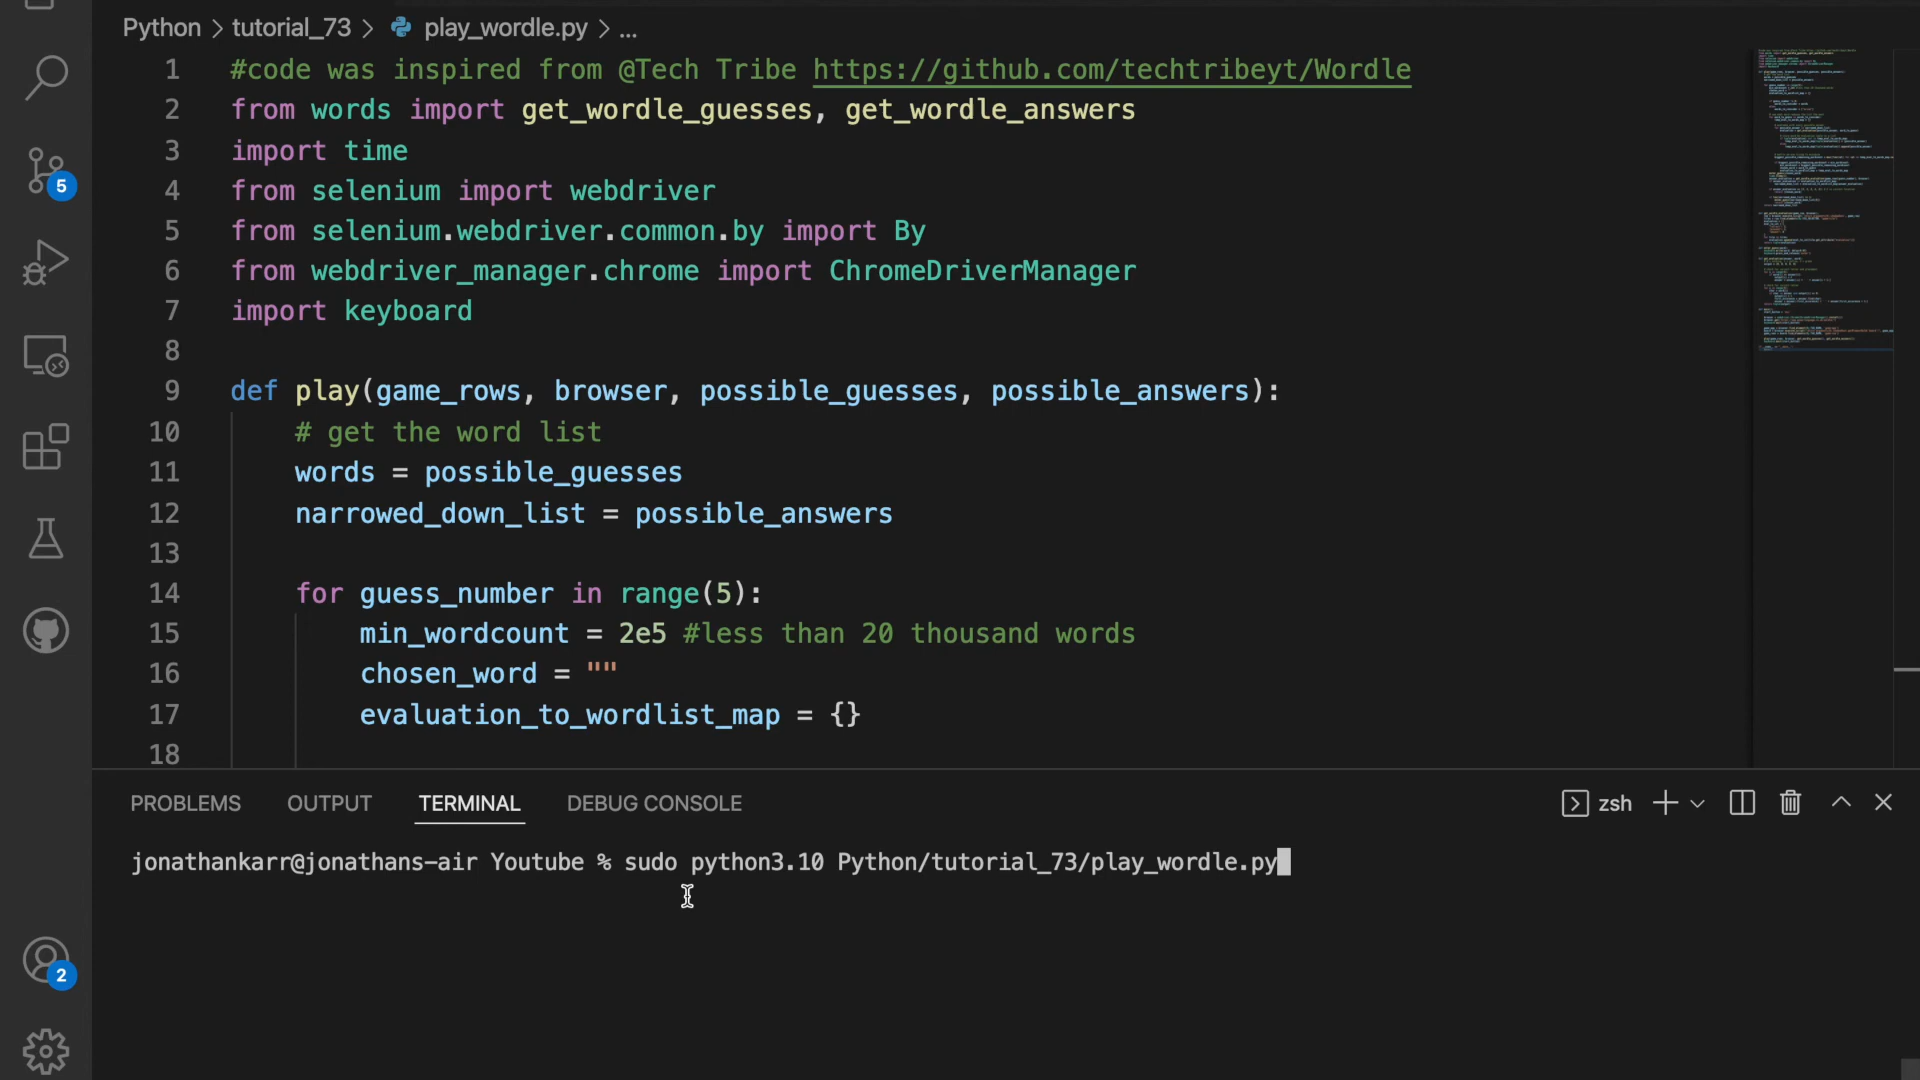 Python > tutorial_73 > play_wordle.py > ...
1 #code was inspired from @Tech Tribe https://github.com/techtribeyt/Wordle
2 from words import get_wordle_guesses, get_wordle_answers
3 import time
4 from selenium import webdriver
5 from selenium.webdriver.common.by import By
6 from webdriver_manager.chrome import ChromeDriverManager
7 import keyboard
8
9 def play(game_rows, browser, possible_guesses, possible_answers):
10 # get the word list
11 words = possible_guesses
12 narrowed_down_list = possible_answers
13
14 for guess_number in range(5):
15 min_wordcount = 2e5 #less than 20 thousand words
16 chosen_word = ""
17 evaluation_to_wordlist_map = {}
18
5
2
PROBLEMS OUTPUT TERMINAL DEBUG CONSOLE zsh
jonathankarr@jonathans-air Youtube % sudo python3.10 Python/tutorial_73/play_wordle.py